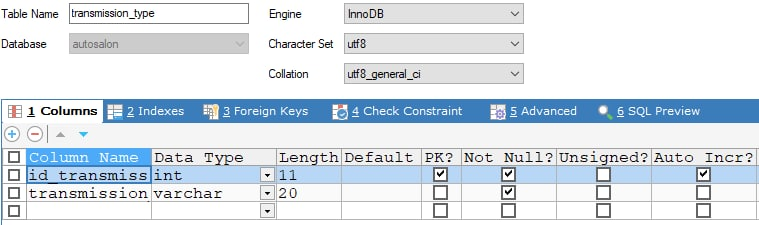 Table Name transmission_type Engine InnoDB
Database autosalon Character Set utf8
Collation utf8_general_ci
1 Columns 2 Indexes 3 Foreign Keys 4 Check Constraint 5 Advanced 6 SQL Preview
Column Name Data Type Length Default PK? Not Null? Unsigned? Auto Incr?
id_transmiss int 11
transmission varchar 20